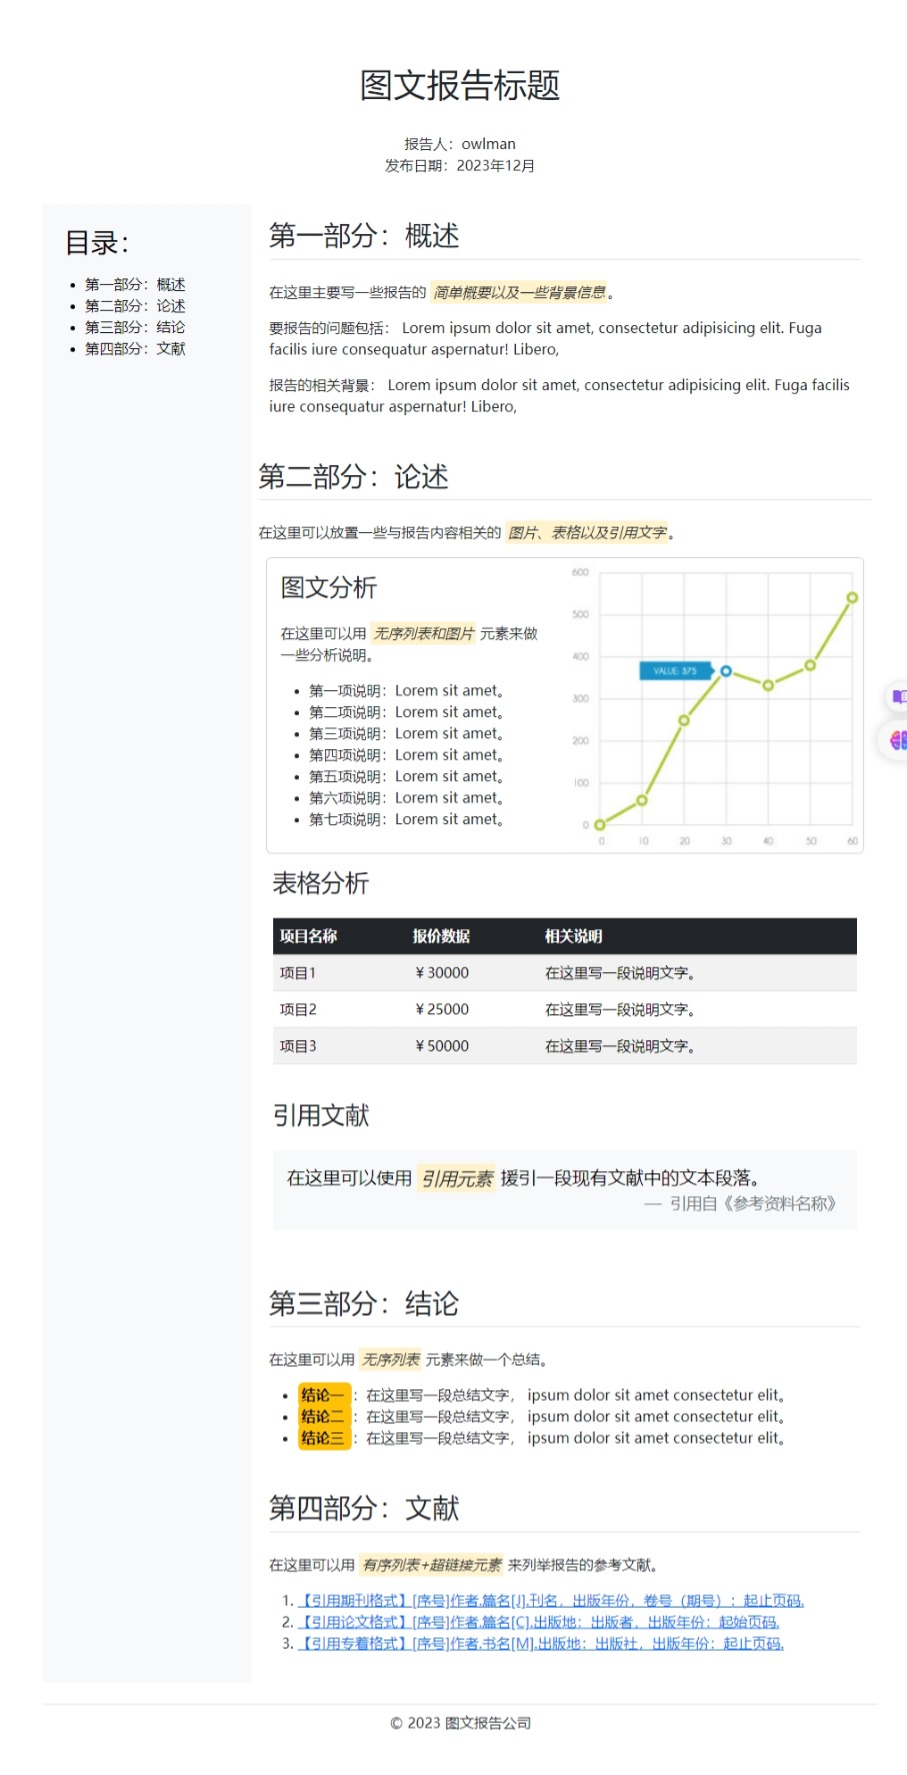 图文报告标题
报告人：owlman
发布日期：2023年12月
目录：
• 第一部分：概述
• 第二部分：论述
• 第三部分：结论
• 第四部分：文献
第一部分：概述
在这里主要写一些报告的 简单概要以及一些背景信息。
要报告的问题包括： Lorem ipsum dolor sit amet, consectetur adipisicing elit. Fuga
facilis iure consequatur aspernatur! Libero,
报告的相关背景： Lorem ipsum dolor sit amet, consectetur adipisicing elit. Fuga facilis
iure consequatur aspernatur! Libero,
第二部分：论述
在这里可以放置一些与报告内容相关的 图片、表格以及引用文字。
图文分析
在这里可以用 无序列表和图片 元素来做
一些分析说明。
• 第一项说明：Lorem sit amet。
• 第二项说明：Lorem sit amet。
• 第三项说明：Lorem sit amet。
• 第四项说明：Lorem sit amet。
• 第五项说明：Lorem sit amet。
• 第六项说明：Lorem sit amet。
• 第七项说明：Lorem sit amet。
600
500
400
300
200
100
0
VALUE: 375
0 10 20 30 40 50 60
表格分析
项目名称 报价数据 相关说明
项目1 ￥30000 在这里写一段说明文字。
项目2 ￥25000 在这里写一段说明文字。
项目3 ￥50000 在这里写一段说明文字。
引用文献
在这里可以使用 引用元素 援引一段现有文献中的文本段落。
— 引用自《参考资料名称》
第三部分：结论
在这里可以用 无序列表 元素来做一个总结。
• 结论一 ：在这里写一段总结文字， ipsum dolor sit amet consectetur elit。
• 结论二 ：在这里写一段总结文字， ipsum dolor sit amet consectetur elit。
• 结论三 ：在这里写一段总结文字， ipsum dolor sit amet consectetur elit。
第四部分：文献
在这里可以用 有序列表+超链接元素 来列举报告的参考文献。
1. 【引用期刊格式】[序号]作者.篇名[J].刊名，出版年份，卷号（期号）：起止页码.
2. 【引用论文格式】[序号]作者.篇名[C].出版地：出版者，出版年份：起始页码.
3. 【引用专着格式】[序号]作者.书名[M].出版地：出版社，出版年份：起止页码.
© 2023 图文报告公司